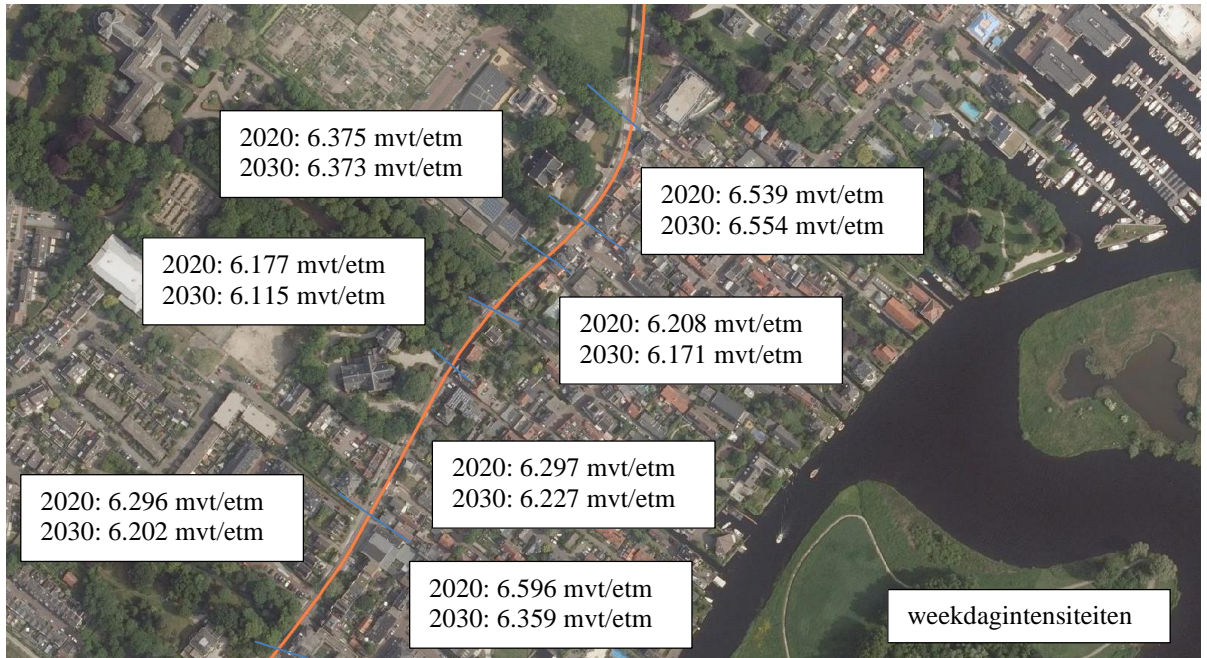 2020: 6.375 mvt/etm
2030: 6.373 mvt/etm
2020: 6.539 mvt/etm
2030: 6.554 mvt/etm
2020: 6.177 mvt/etm
2030: 6.115 mvt/etm
2020: 6.208 mvt/etm
2030: 6.171 mvt/etm
2020: 6.297 mvt/etm
2030: 6.227 mvt/etm
2020: 6.296 mvt/etm
2030: 6.202 mvt/etm
2020: 6.596 mvt/etm
2030: 6.359 mvt/etm
weekdagintensiteiten